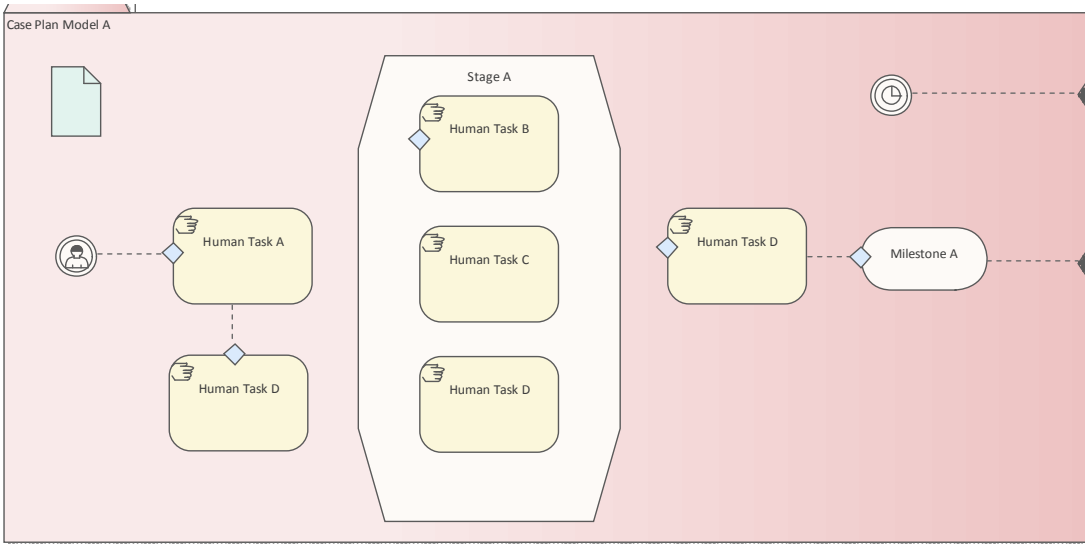 Case Plan Model A
Stage A
Human Task B
Human Task A
Human Task C
Human Task D
Milestone A
Human Task D
Human Task D